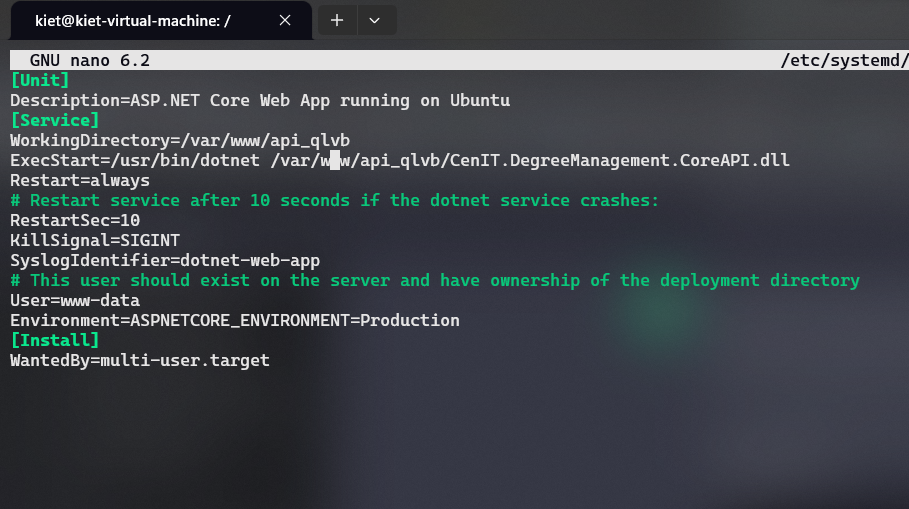 kiet@kiet-virtual-machine: /
GNU nano 6.2 /etc/systemd/
[Unit]
Description=ASP.NET Core Web App running on Ubuntu
[Service]
WorkingDirectory=/var/www/api_qlvb
ExecStart=/usr/bin/dotnet /var/www/api_qlvb/CenIT.DegreeManagement.CoreAPI.dll
Restart=always
# Restart service after 10 seconds if the dotnet service crashes:
RestartSec=10
KillSignal=SIGINT
SyslogIdentifier=dotnet-web-app
# This user should exist on the server and have ownership of the deployment directory
User=www-data
Environment=ASPNETCORE_ENVIRONMENT=Production
[Install]
WantedBy=multi-user.target